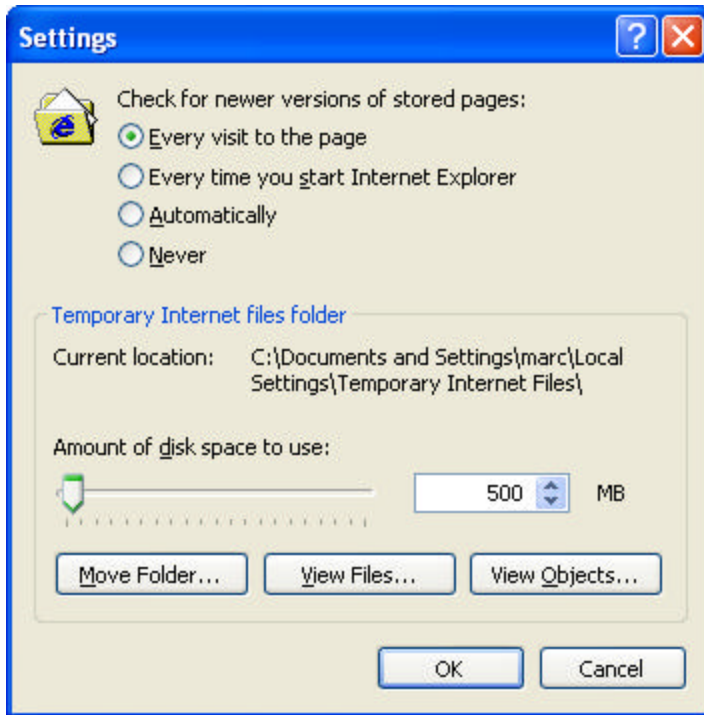 Settings
Check for newer versions of stored pages:
Every visit to the page
Every time you start Internet Explorer
Automatically
Never
Temporary Internet files folder
Current location: C:\Documents and Settings\marc\Local
Settings\Temporary Internet Files\
Amount of disk space to use:
500 MB
Move Folder... View Files... View Objects...
OK Cancel